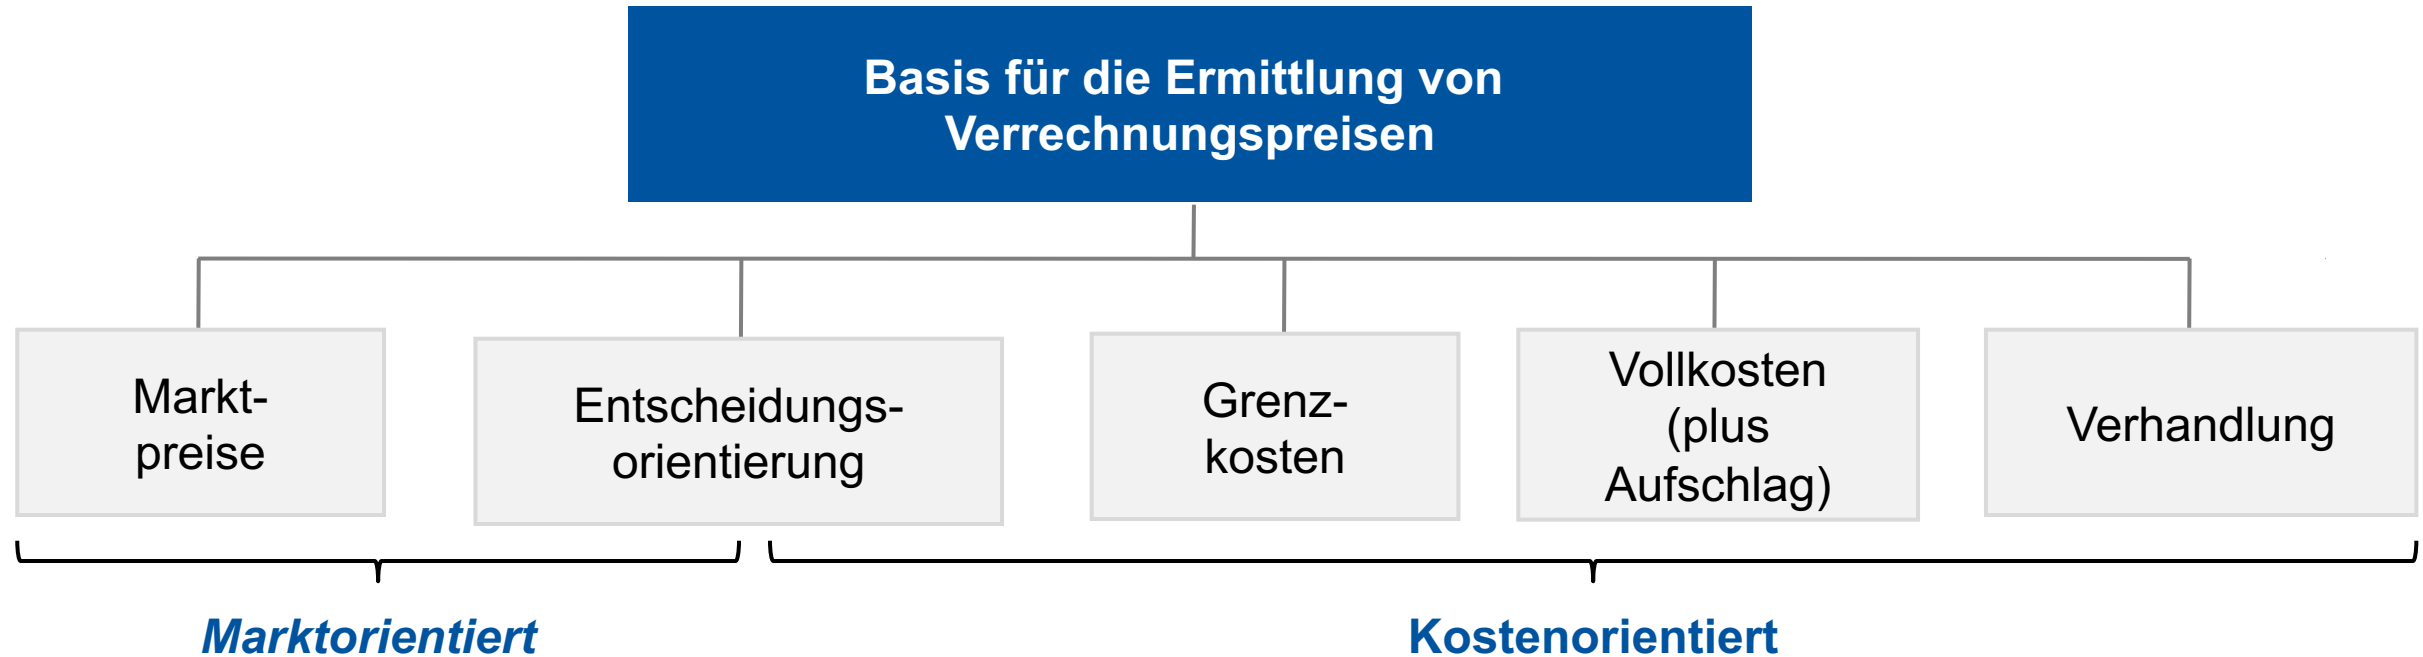 Basis für die Ermittlung von
Verrechnungspreisen
Markt-
preise
Entscheidungs-
orientierung
Grenz-
kosten
Vollkosten
(plus
Aufschlag)
Verhandlung
Marktorientiert
Kostenorientiert